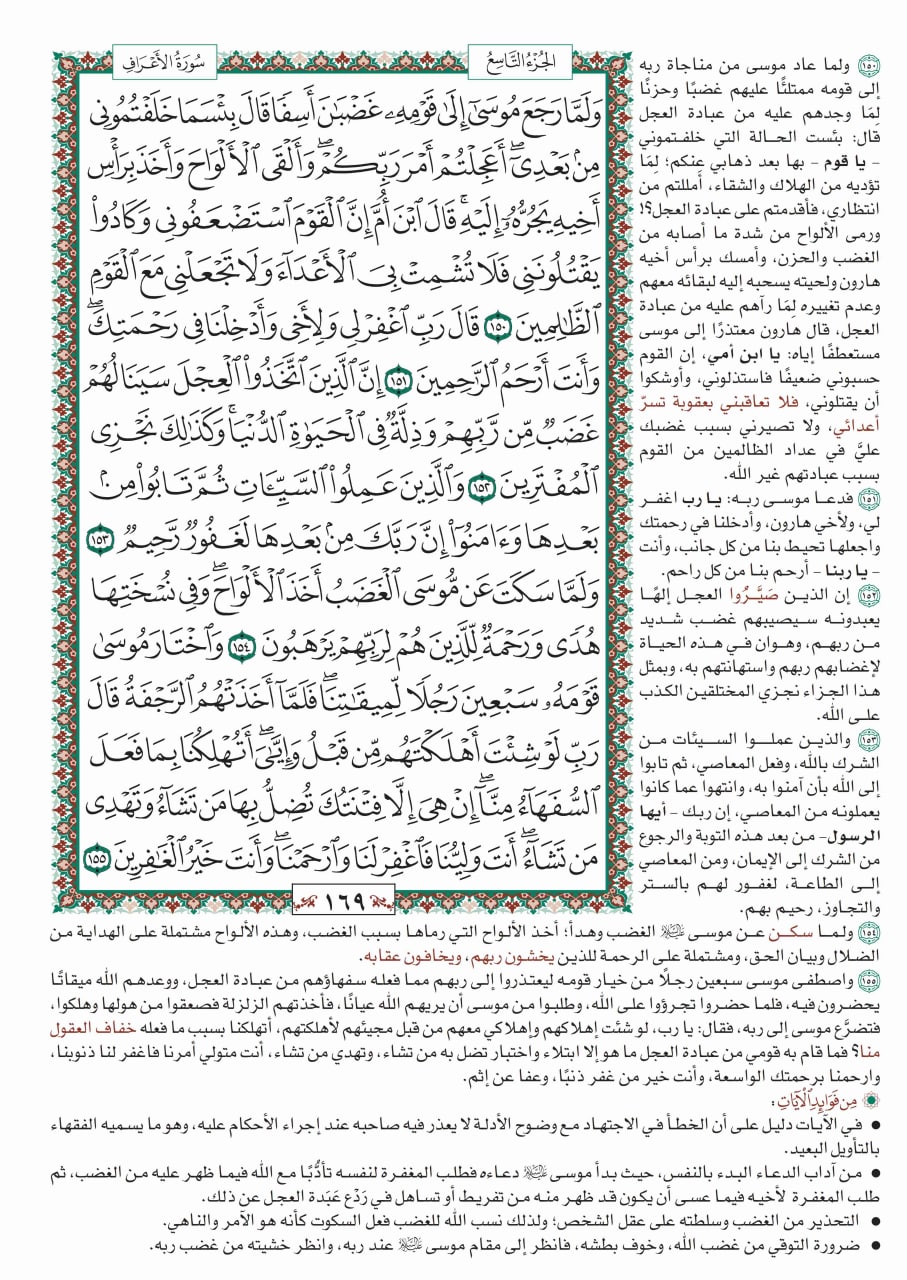 الجُزْءُ التَّاسِعُ
سُورَةُ الأَعْرَافِ
وَلَمَّا رَجَعَ مُوسَىٰٓ إِلَىٰ قَوْمِهِۦ غَضْبَٰنَ أَسِفًا قَالَ بِئْسَمَا خَلَفْتُمُونِي
مِنۢ بَعْدِيٓۖ أَعَجِلْتُمْ أَمْرَ رَبِّكُمْۖ وَأَلْقَى ٱلْأَلْوَاحَ وَأَخَذَ بِرَأْسِ
أَخِيهِ يَجُرُّهُۥٓ إِلَيْهِۚ قَالَ ٱبْنَ أُمَّ إِنَّ ٱلْقَوْمَ ٱسْتَضْعَفُونِي وَكَادُواْ
يَقْتُلُونَنِي فَلَا تُشْمِتْ بِيَ ٱلْأَعْدَآءَ وَلَا تَجْعَلْنِي مَعَ ٱلْقَوْمِ
ٱلظَّٰلِمِينَ ١٥٠ قَالَ رَبِّ ٱغْفِرْ لِي وَلِأَخِي وَأَدْخِلْنَا فِي رَحْمَتِكَۖ
وَأَنتَ أَرْحَمُ ٱلرَّٰحِمِينَ ١٥١ إِنَّ ٱلَّذِينَ ٱتَّخَذُواْ ٱلْعِجْلَ سَيَنَالُهُمْ
غَضَبٌ مِّن رَّبِّهِمْ وَذِلَّةٌ فِي ٱلْحَيَوٰةِ ٱلدُّنْيَاۚ وَكَذَٰلِكَ نَجْزِي
ٱلْمُفْتَرِينَ ١٥٢ وَٱلَّذِينَ عَمِلُواْ ٱلسَّيِّـَٔاتِ ثُمَّ تَابُواْ مِنۢ
بَعْدِهَا وَءَامَنُوٓاْ إِنَّ رَبَّكَ مِنۢ بَعْدِهَا لَغَفُورٌ رَّحِيمٌ ١٥٣
وَلَمَّا سَكَتَ عَن مُّوسَى ٱلْغَضَبُ أَخَذَ ٱلْأَلْوَاحَۖ وَفِي نُسْخَتِهَا
هُدًى وَرَحْمَةٌ لِّلَّذِينَ هُمْ لِرَبِّهِمْ يَرْهَبُونَ ١٥٤ وَٱخْتَارَ مُوسَىٰ
قَوْمَهُۥ سَبْعِينَ رَجُلًا لِّمِيقَٰتِنَاۖ فَلَمَّآ أَخَذَتْهُمُ ٱلرَّجْفَةُ قَالَ
رَبِّ لَوْ شِئْتَ أَهْلَكْتَهُم مِّن قَبْلُ وَإِيَّٰيَۖ أَتُهْلِكُنَا بِمَا فَعَلَ
ٱلسُّفَهَآءُ مِنَّآۖ إِنْ هِيَ إِلَّا فِتْنَتُكَ تُضِلُّ بِهَا مَن تَشَآءُ وَتَهْدِي
مَن تَشَآءُۖ أَنتَ وَلِيُّنَا فَٱغْفِرْ لَنَا وَٱرْحَمْنَاۖ وَأَنتَ خَيْرُ ٱلْغَٰفِرِينَ ١٥٥
١٦٩
١٥٠ ولما عاد موسى من مناجاة ربه
إلى قومه ممتلئًا عليهم غضبًا وحزنًا
لِمَا وجدهم عليه من عبادة العجل
قال: بئست الحالة التي خلفتموني
- يا قوم - بها بعد ذهابي عنكم؛ لِمَا
تؤديه من الهلاك والشقاء، أمللتم من
انتظاري، فأقدمتم على عبادة العجل؟!
ورمى الألواح من شدة ما أصابه من
الغضب والحزن، وأمسك برأس أخيه
هارون ولحيته يسحبه إليه لبقائه معهم
وعدم تغييره لِمَا رآهم عليه من عبادة
العجل، قال هارون معتذرًا إلى موسى
مستعطفًا إياه: يا ابن أمي، إن القوم
حسبوني ضعيفًا فاستذلوني، وأوشكوا
أن يقتلوني، فلا تعاقبني بعقوبة تسرّ
أعدائي، ولا تصيرني بسبب غضبك
عليَّ في عداد الظالمين من القوم
بسبب عبادتهم غير الله.
١٥١ فدعا موسى ربه: يا رب اغفر
لي، ولأخي هارون، وأدخلنا في رحمتك
واجعلها تحيط بنا من كل جانب، وأنت
- يا ربنا - أرحم بنا من كل راحم.
١٥٢ إن الذين صَيَّرُوا العجل إلهًا
يعبدونه سيصيبهم غضب شديد
من ربهم، وهوان في هذه الحياة
لإغضابهم ربهم واستهانتهم به، وبمثل
هذا الجزاء نجزي المختلقين الكذب
على الله.
١٥٣ والذين عملوا السيئات من
الشرك بالله، وفعل المعاصي، ثم تابوا
إلى الله بأن آمنوا به، وانتهوا عما كانوا
يعملونه من المعاصي، إن ربك - أيها
الرسول- من بعد هذه التوبة والرجوع
من الشرك إلى الإيمان، ومن المعاصي
إلى الطاعة، لغفور لهم بالستر
والتجاوز، رحيم بهم.
١٥٤ ولما سكن عن موسى عليه السلام الغضب وهدأ؛ أخذ الألواح التي رماها بسبب الغضب، وهذه الألواح مشتملة على الهداية من
الضلال وبيان الحق، ومشتملة على الرحمة للذين يخشون ربهم، ويخافون عقابه.
١٥٥ واصطفى موسى سبعين رجلًا من خيار قومه ليعتذروا إلى ربهم مما فعله سفهاؤهم من عبادة العجل، ووعدهم الله ميقاتًا
يحضرون فيه، فلما حضروا تجرؤوا على الله، وطلبوا من موسى أن يريهم الله عيانًا، فأخذتهم الزلزلة فصعقوا من هولها وهلكوا،
فتضرَّع موسى إلى ربه، فقال: يا رب، لو شئت إهلاكهم وإهلاكي معهم من قبل مجيئهم لأهلكتهم، أتهلكنا بسبب ما فعله خفاف العقول
منا؟ فما قام به قومي من عبادة العجل ما هو إلا ابتلاء واختبار تضل به من تشاء، وتهدي من تشاء، أنت متولي أمرنا فاغفر لنا ذنوبنا،
وارحمنا برحمتك الواسعة، وأنت خير من غفر ذنبًا، وعفا عن إثم.
مِن فَوَائِدِ الْآيَاتِ:
• في الآيات دليل على أن الخطأ في الاجتهاد مع وضوح الأدلة لا يعذر فيه صاحبه عند إجراء الأحكام عليه، وهو ما يسميه الفقهاء
بالتأويل البعيد.
• من آداب الدعاء البدء بالنفس، حيث بدأ موسى عليه السلام دعاءه فطلب المغفرة لنفسه تأدُّبًا مع الله فيما ظهر عليه من الغضب، ثم
طلب المغفرة لأخيه فيما عسى أن يكون قد ظهر منه من تفريط أو تساهل في رَدْع عَبَدة العجل عن ذلك.
• التحذير من الغضب وسلطته على عقل الشخص؛ ولذلك نسب الله للغضب فعل السكوت كأنه هو الآمر والناهي.
• ضرورة التوقي من غضب الله، وخوف بطشه، فانظر إلى مقام موسى عليه السلام عند ربه، وانظر خشيته من غضب ربه.